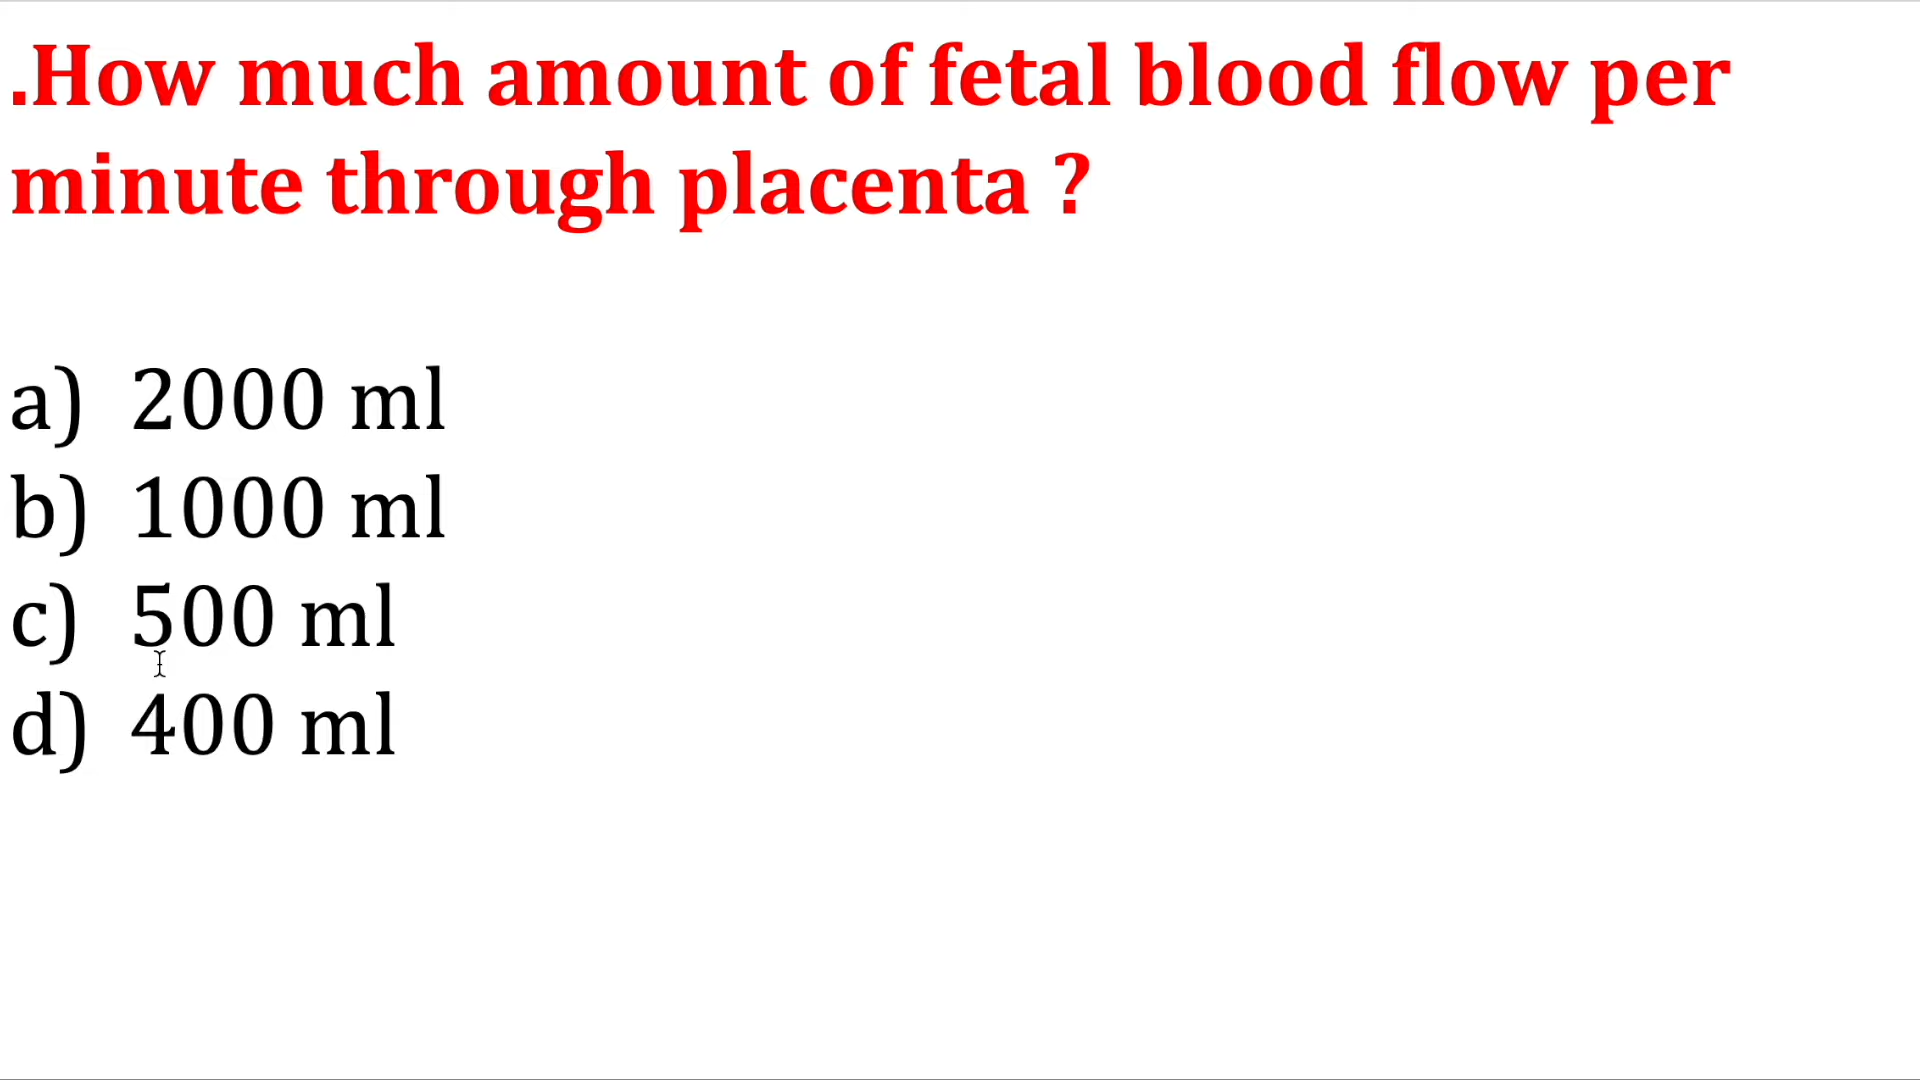 .How much amount of fetal blood flow per
minute through placenta ?
a) 2000 ml
b) 1000 ml
c) 500 ml
d) 400 ml